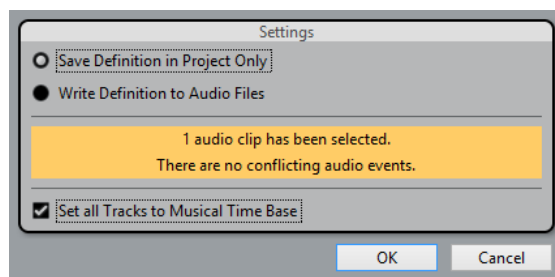 Settings
Save Definition in Project Only
Write Definition to Audio Files
1 audio clip has been selected.
There are no conflicting audio events.
Set all Tracks to Musical Time Base
OK
Cancel